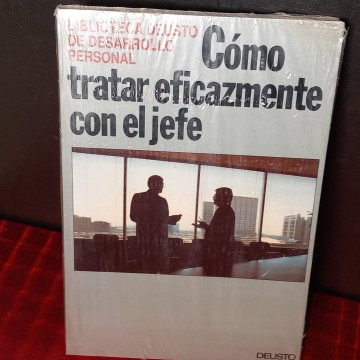 BIBLIOTECA DEUSTO
DE DESARROLLO
PERSONAL
Cómo
tratar eficazmente
con el jefe
DEUSTO